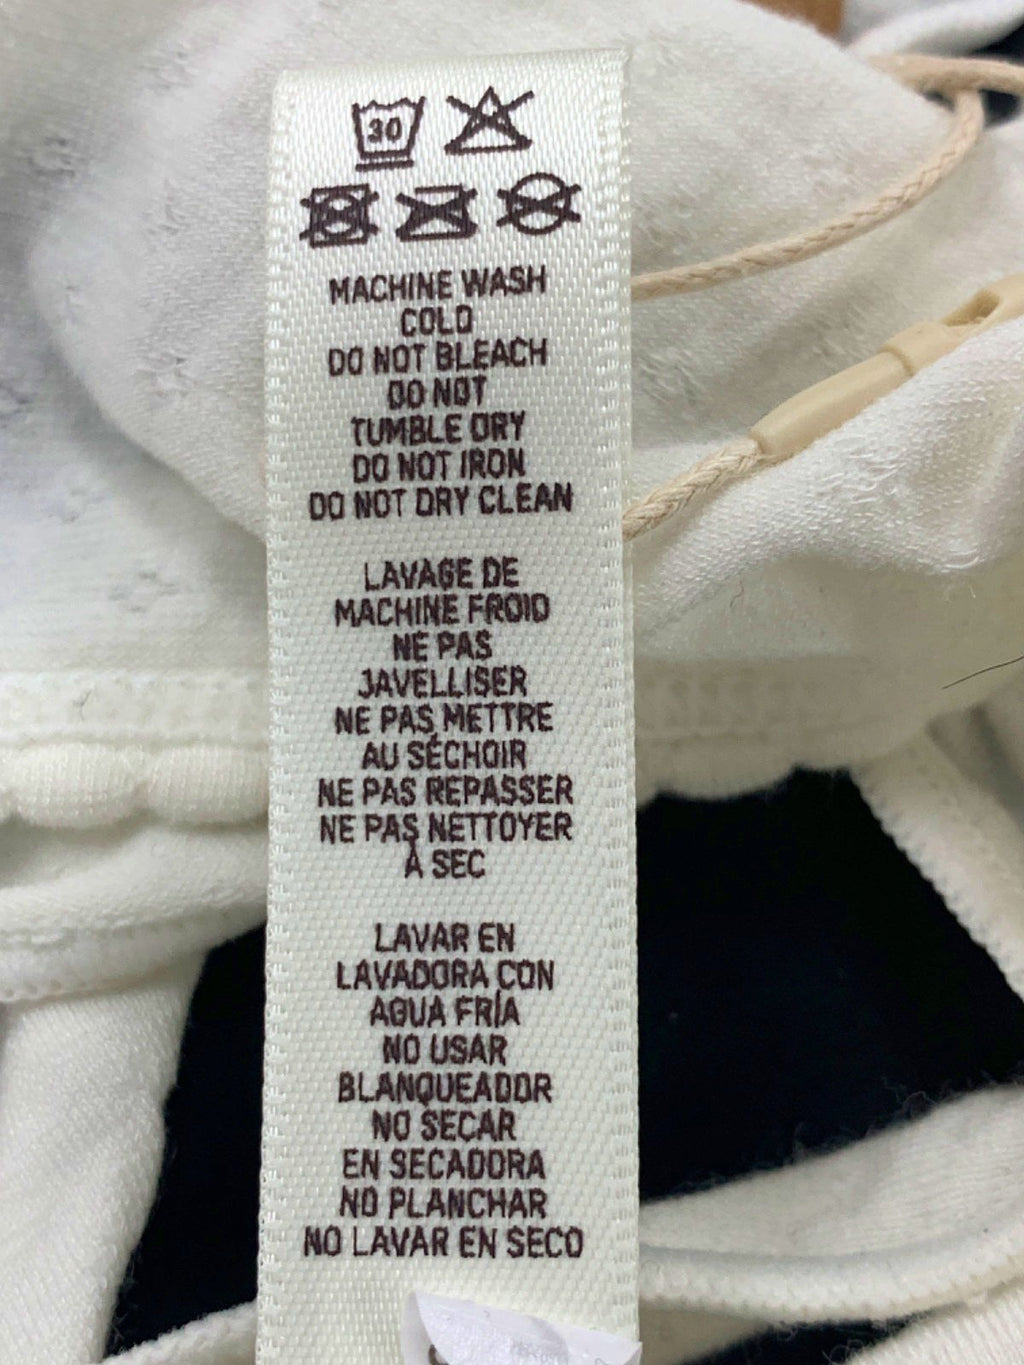 30
MACHINE WASH
COLD
DO NOT BLEACH
DO NOT
TUMBLE DRY
DO NOT IRON
DO NOT DRY CLEAN
LAVAGE DE
MACHINE FROID
NE PAS
JAVELLISER
NE PAS METTRE
AU SÉCHOIR
NE PAS REPASSER
NE PAS NETTOYER
À SEC
LAVAR EN
LAVADORA CON
AGUA FRÍA
NO USAR
BLANQUEADOR
NO SECAR
EN SECADORA
NO PLANCHAR
NO LAVAR EN SECO